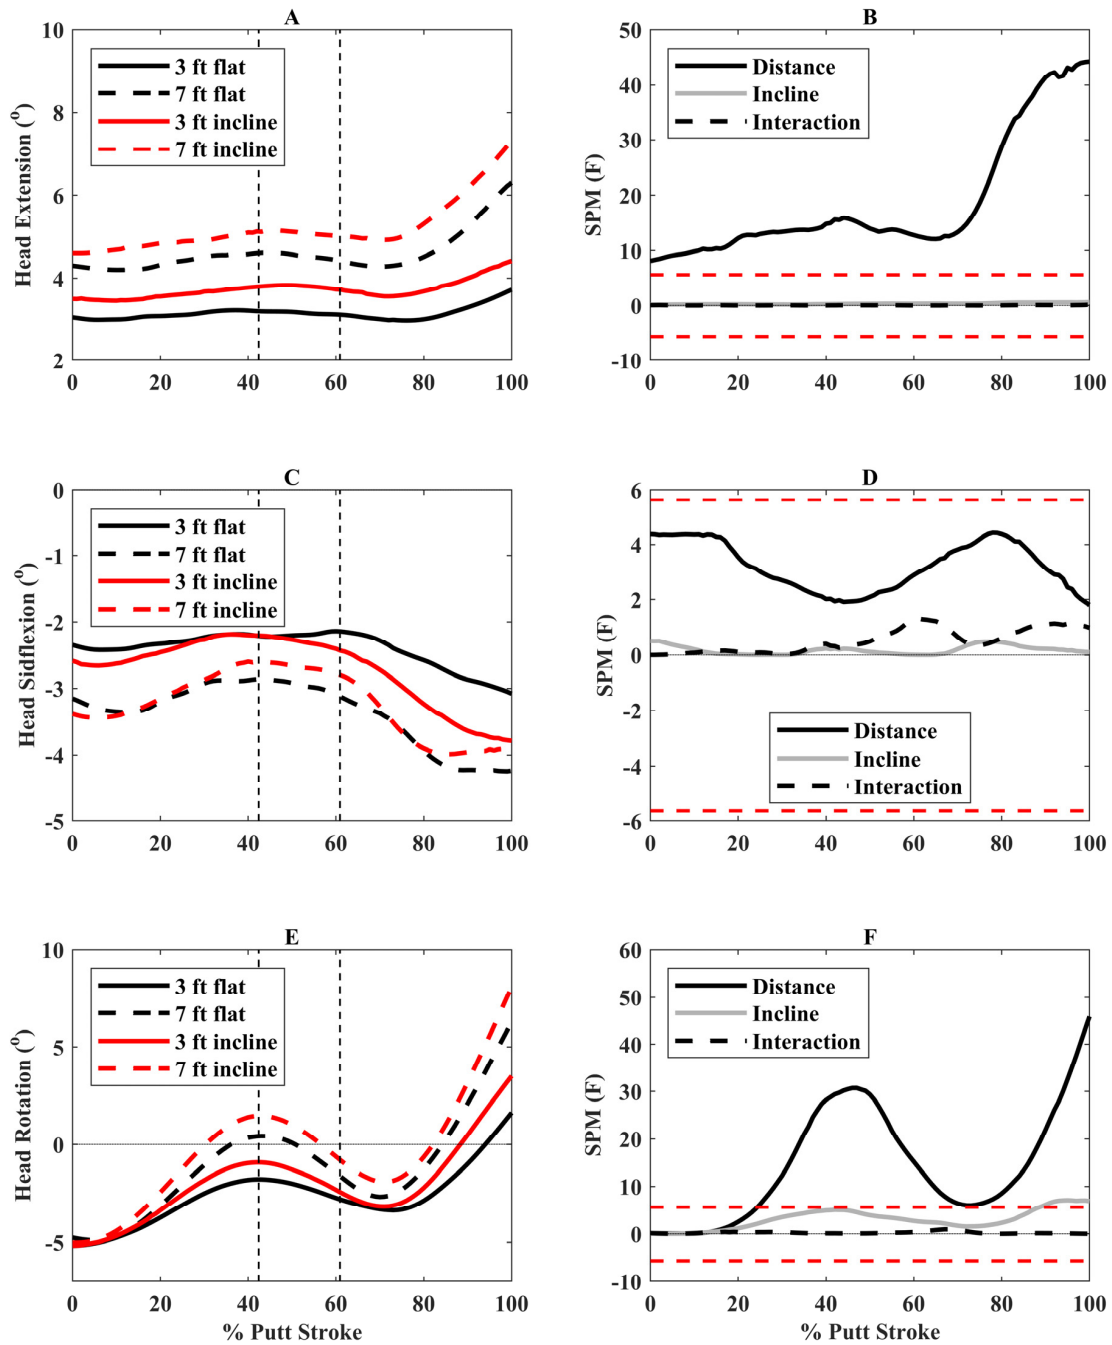 A
Head Extension (°)
10
8
6
4
2
3 ft flat
7 ft flat
3 ft incline
7 ft incline
0 20 40 60 80 100
B
SPM (F)
50
40
30
20
10
0
-10
Distance
Incline
Interaction
0 20 40 60 80 100
C
Head Sidflexion (°)
0
-1
-2
-3
-4
-5
3 ft flat
7 ft flat
3 ft incline
7 ft incline
0 20 40 60 80 100
D
SPM (F)
6
4
2
0
-2
-4
-6
Distance
Incline
Interaction
0 20 40 60 80 100
E
Head Rotation (°)
10
5
0
-5
3 ft flat
7 ft flat
3 ft incline
7 ft incline
0 20 40 60 80 100
% Putt Stroke
F
SPM (F)
60
50
40
30
20
10
0
-10
Distance
Incline
Interaction
0 20 40 60 80 100
% Putt Stroke